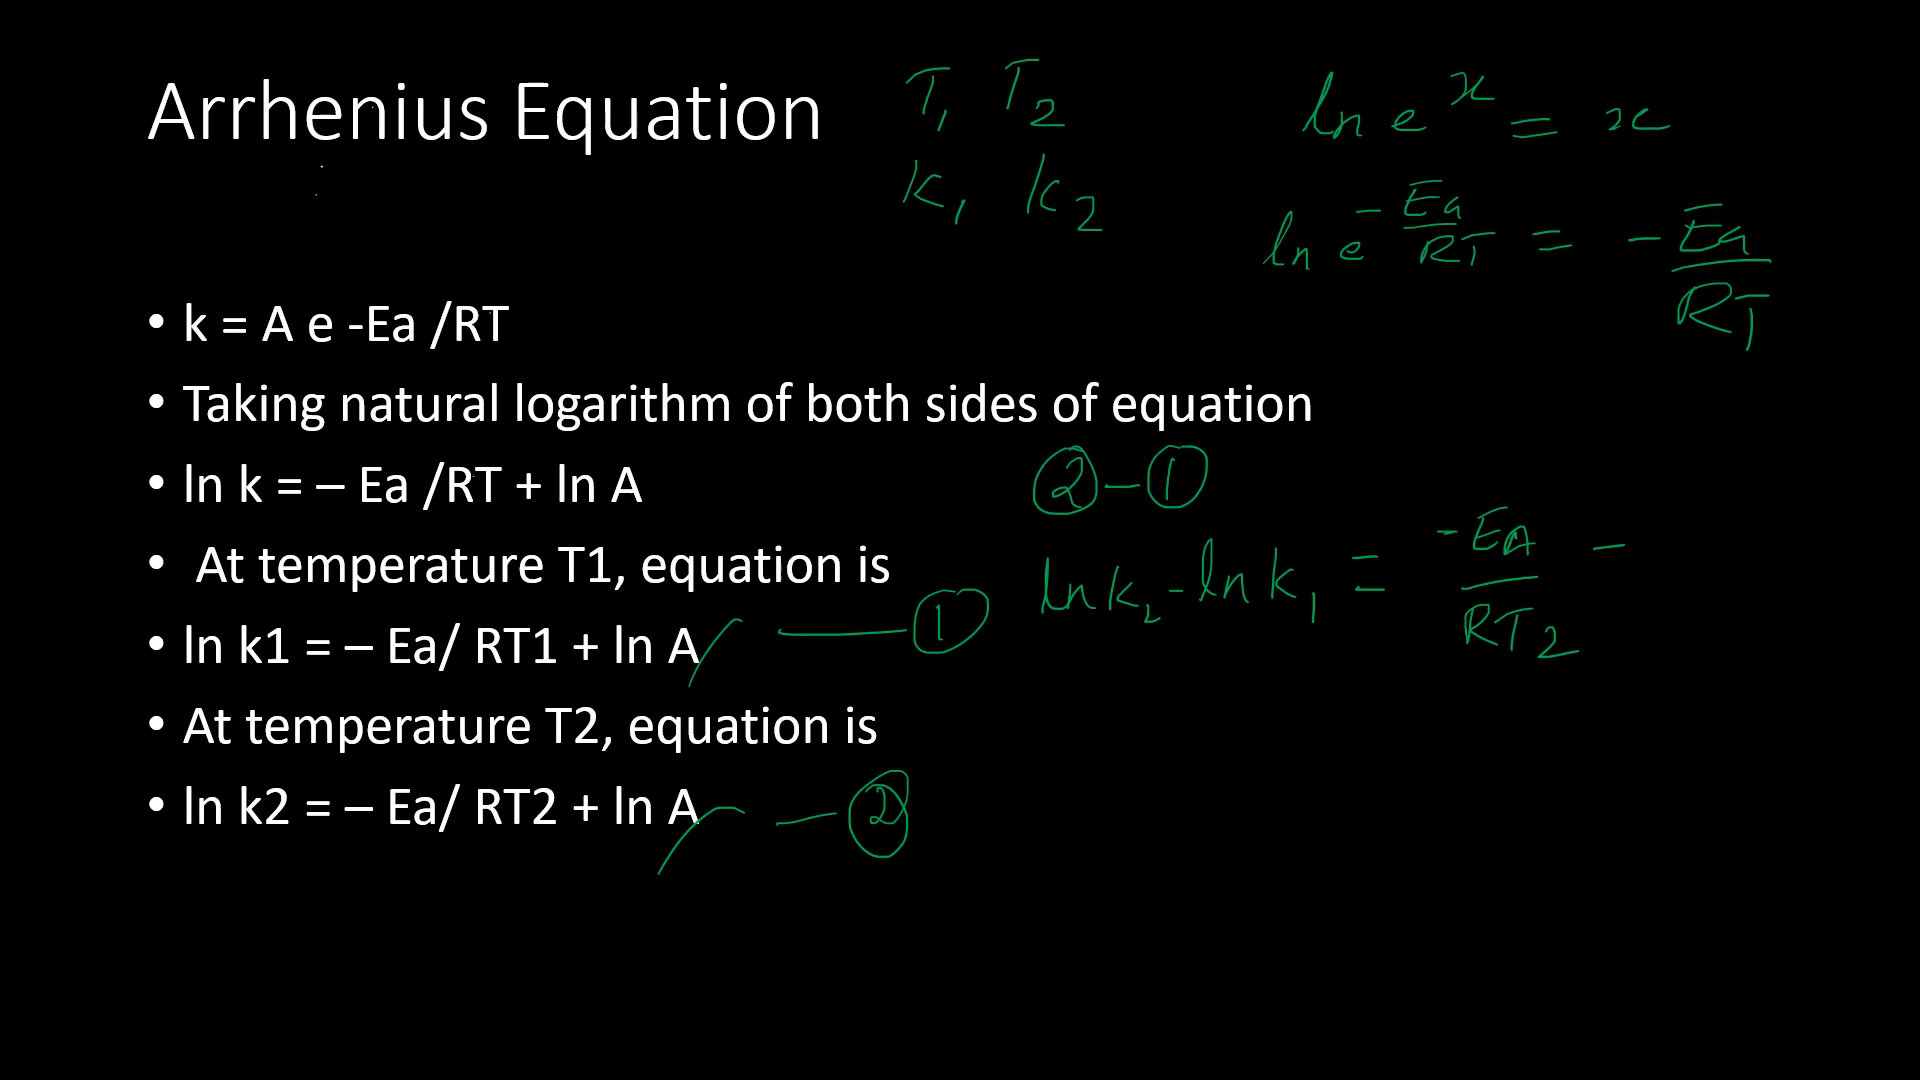 Arrhenius Equation
T1 T2
k1 k2
ln e^x = x
ln e^-Ea/RT = -Ea/RT
• k = A e -Ea /RT
• Taking natural logarithm of both sides of equation
• ln k = – Ea /RT + ln A
• At temperature T1, equation is
• ln k1 = – Ea/ RT1 + ln A — 1
• At temperature T2, equation is
• ln k2 = – Ea/ RT2 + ln A — 2
2 – 1
ln k2 - ln k1 = -EA/RT2 -